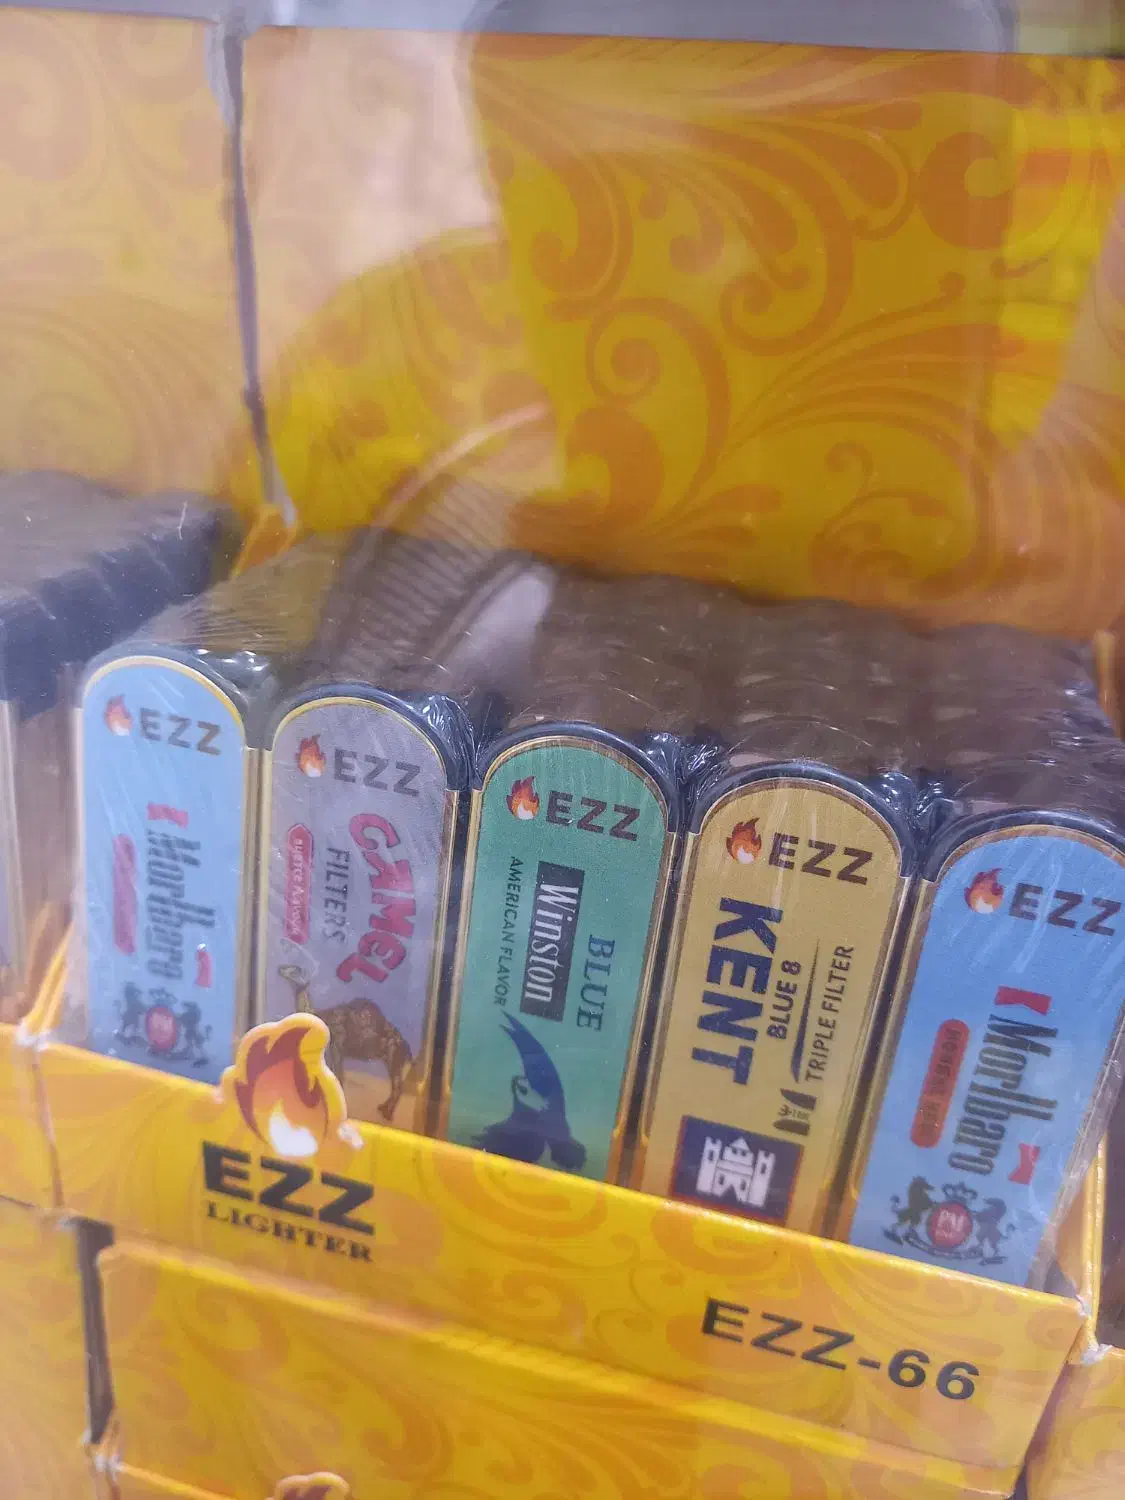 EZZ
Morlbaro
EZZ
CAMEL
FILTERS
EZZ
BLUE
Winston
AMERICAN FLAVOR
EZZ
TRIPLE FILTER
BLUE 8
KENT
EZZ
Morlbaro
PM
EZZ
LIGHTER
EZZ-66